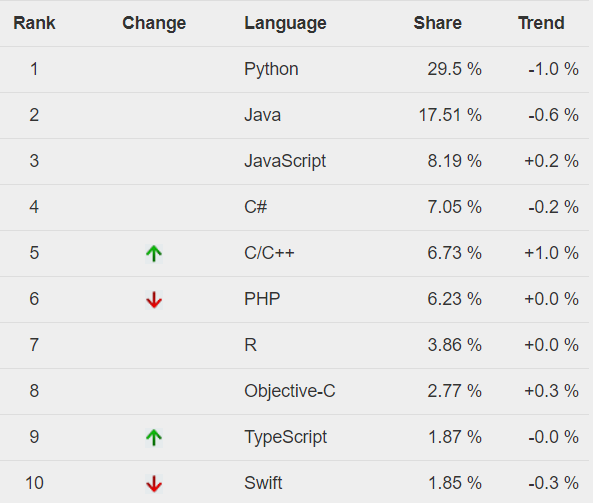 Rank Change Language Share Trend
1 Python 29.5 % -1.0 %
2 Java 17.51 % -0.6 %
3 JavaScript 8.19 % +0.2 %
4 C# 7.05 % -0.2 %
5 C/C++ 6.73 % +1.0 %
6 PHP 6.23 % +0.0 %
7 R 3.86 % +0.0 %
8 Objective-C 2.77 % +0.3 %
9 TypeScript 1.87 % -0.0 %
10 Swift 1.85 % -0.3 %